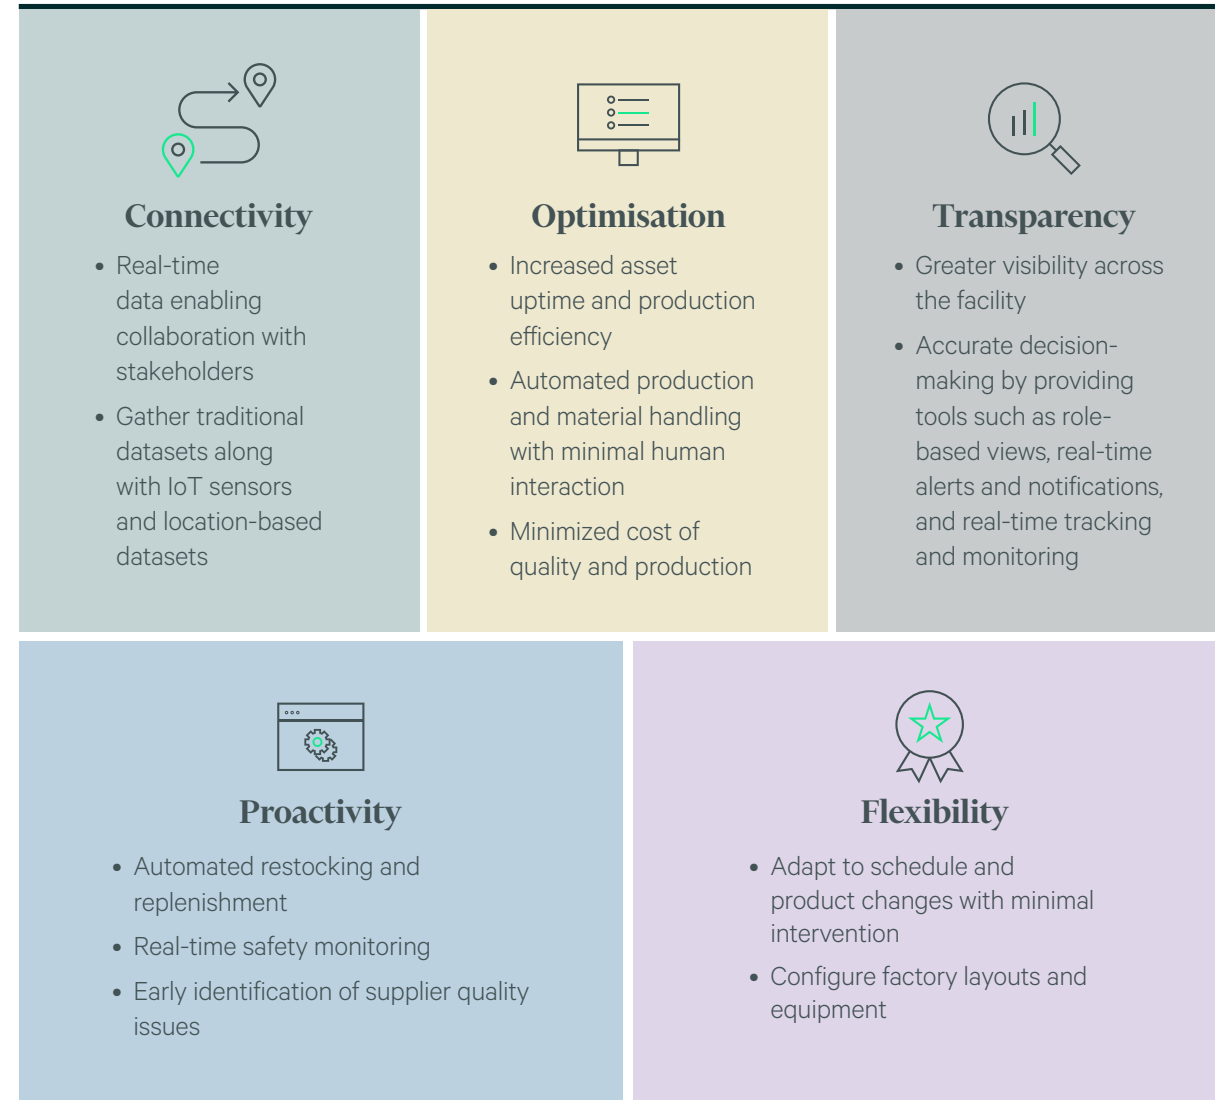 Connectivity
• Real-time
data enabling
collaboration with
stakeholders
• Gather traditional
datasets along
with IoT sensors
and location-based
datasets
Optimisation
• Increased asset
uptime and production
efficiency
• Automated production
and material handling
with minimal human
interaction
• Minimized cost of
quality and production
Transparency
• Greater visibility across
the facility
• Accurate decision-
making by providing
tools such as role-
based views, real-time
alerts and notifications,
and real-time tracking
and monitoring
Proactivity
• Automated restocking and
replenishment
• Real-time safety monitoring
• Early identification of supplier quality
issues
Flexibility
• Adapt to schedule and
product changes with minimal
intervention
• Configure factory layouts and
equipment